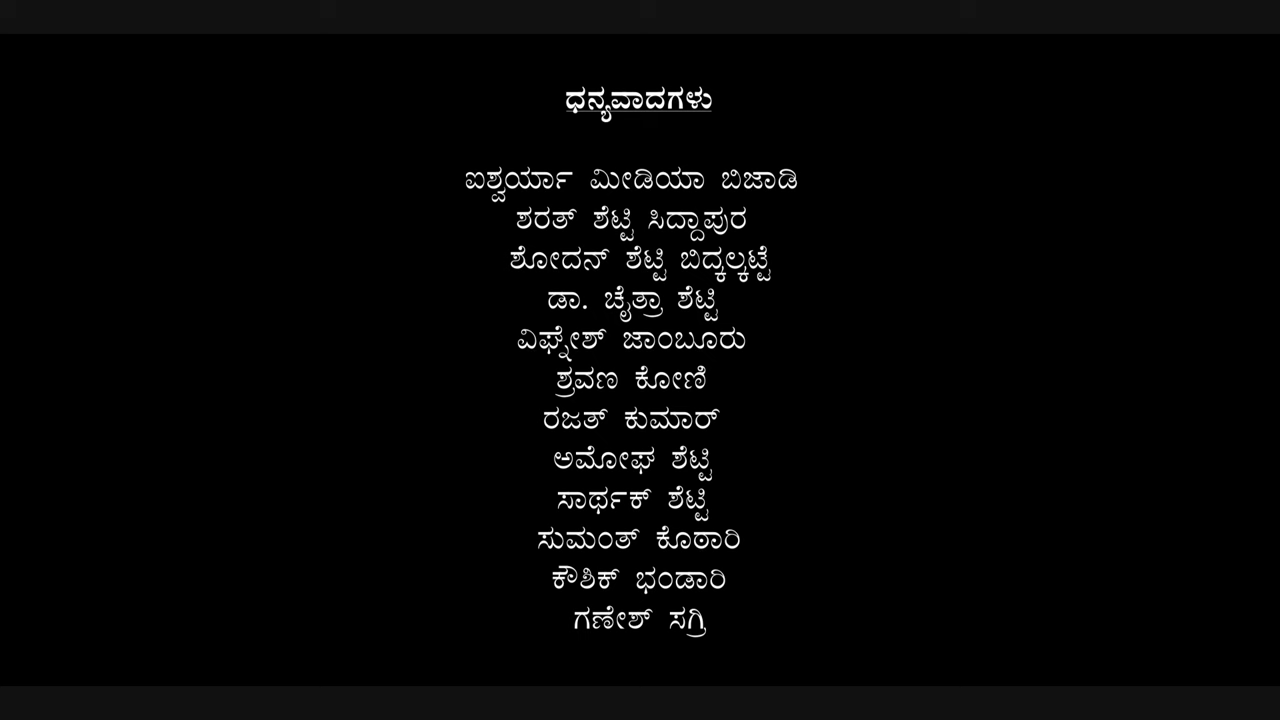 ಧನ್ಯವಾದಗಳು
ಐಶ್ವರ್ಯಾ ಮೀಡಿಯಾ ಬಿಜಾಡಿ
ಶರತ್ ಶೆಟ್ಟಿ ಸಿದ್ದಾಪುರ
ಶೋದನ್ ಶೆಟ್ಟಿ ಬಿದ್ಕಲ್ಕಟ್ಟೆ
ಡಾ. ಚೈತ್ರಾ ಶೆಟ್ಟಿ
ವಿಘ್ನೇಶ್ ಜಾಂಬೂರು
ಶ್ರವಣ ಕೋಣಿ
ರಜತ್ ಕುಮಾರ್
ಅಮೋಘ ಶೆಟ್ಟಿ
ಸಾರ್ಥಕ್ ಶೆಟ್ಟಿ
ಸುಮಂತ್ ಕೊಠಾರಿ
ಕೌಶಿಕ್ ಭಂಡಾರಿ
ಗಣೇಶ್ ಸಗ್ರಿ